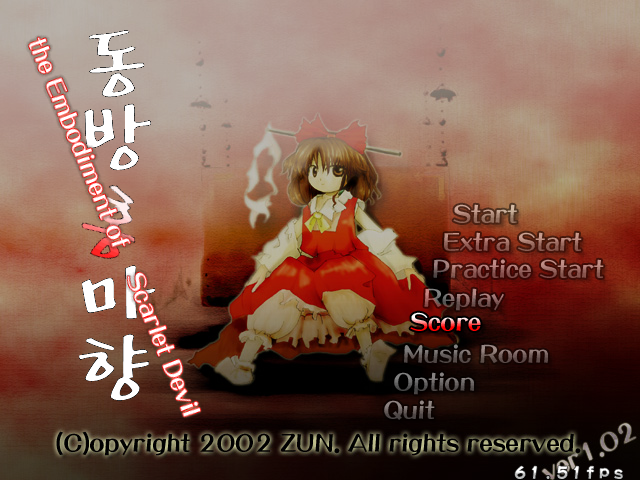 동방홍마향
the Embodiment of Scarlet Devil
Start
Extra Start
Practice Start
Replay
Score
Music Room
Option
Quit
(C)opyright 2002 ZUN. All rights reserved.
ver1.02
61.51fps